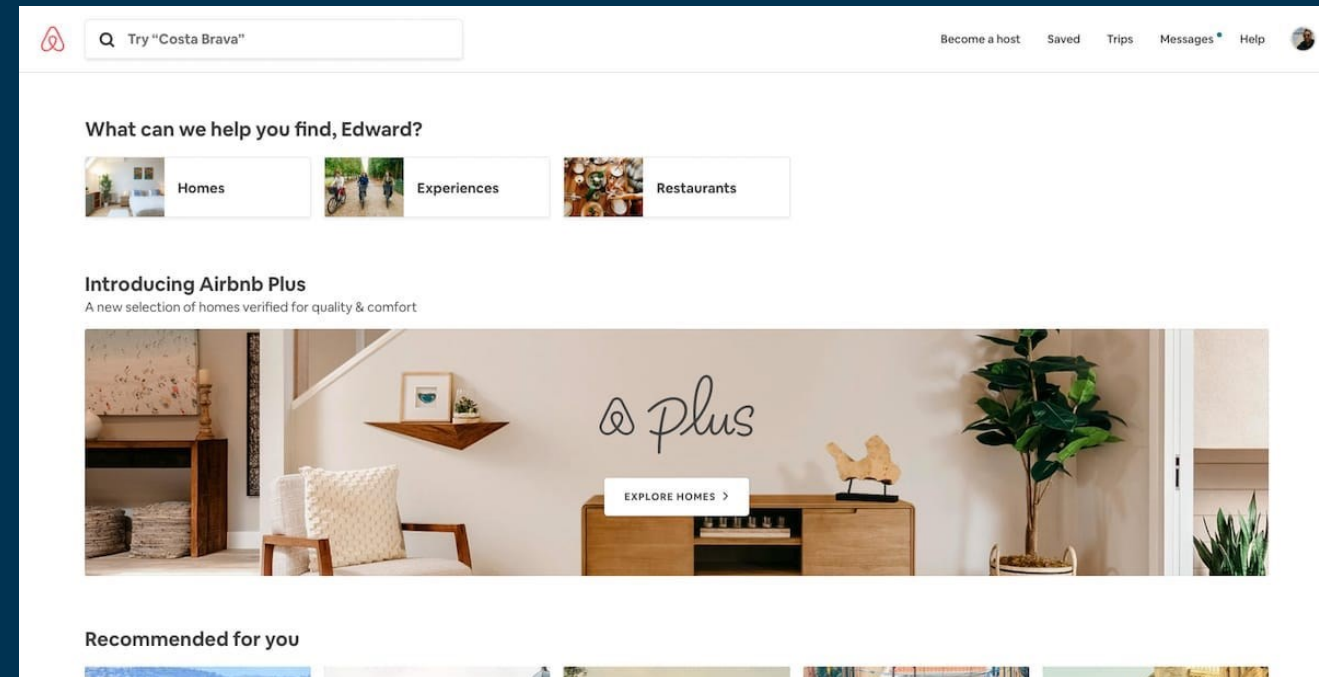 Try “Costa Brava”
Become a host Saved Trips Messages Help
What can we help you find, Edward?
Homes Experiences Restaurants
Introducing Airbnb Plus
A new selection of homes verified for quality & comfort
plus
EXPLORE HOMES >
Recommended for you